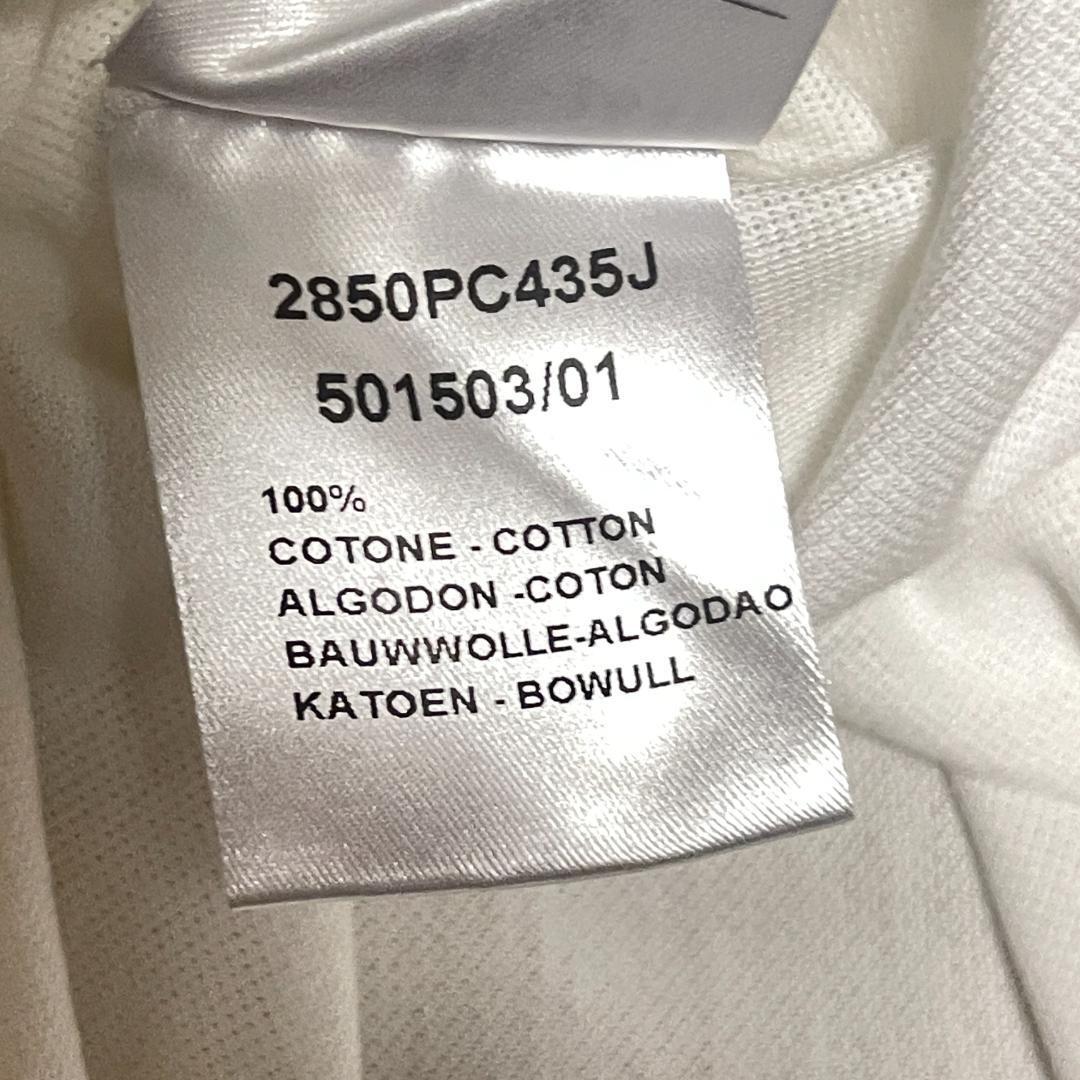 2850PC435J
501503/01
100%
COTONE - COTTON
ALGODON -COTON
BAUWWOLLE-ALGODAO
KATOEN - BOWULL